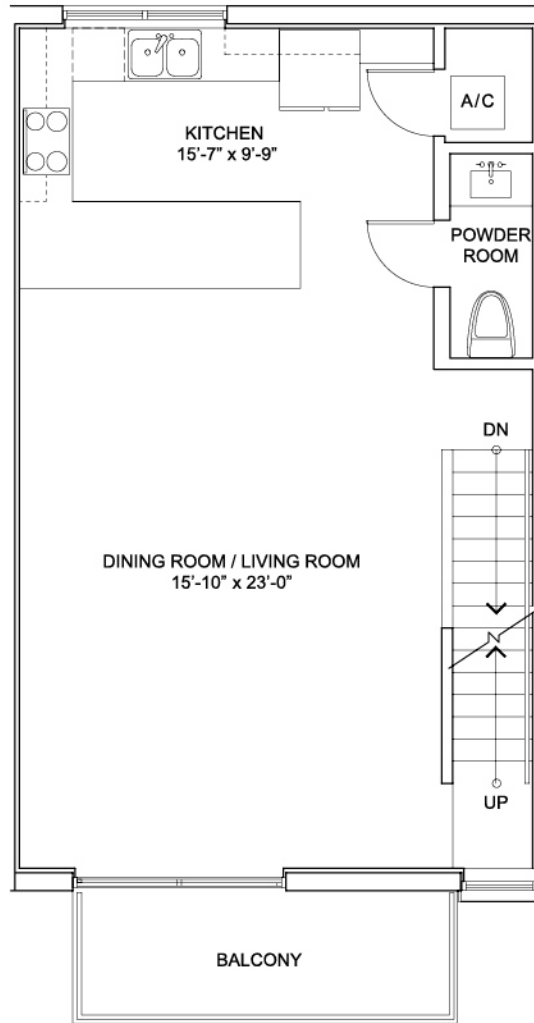 A/C
KITCHEN
15'-7" x 9'-9"
POWDER
ROOM
DN
DINING ROOM / LIVING ROOM
15'-10" x 23'-0"
UP
BALCONY